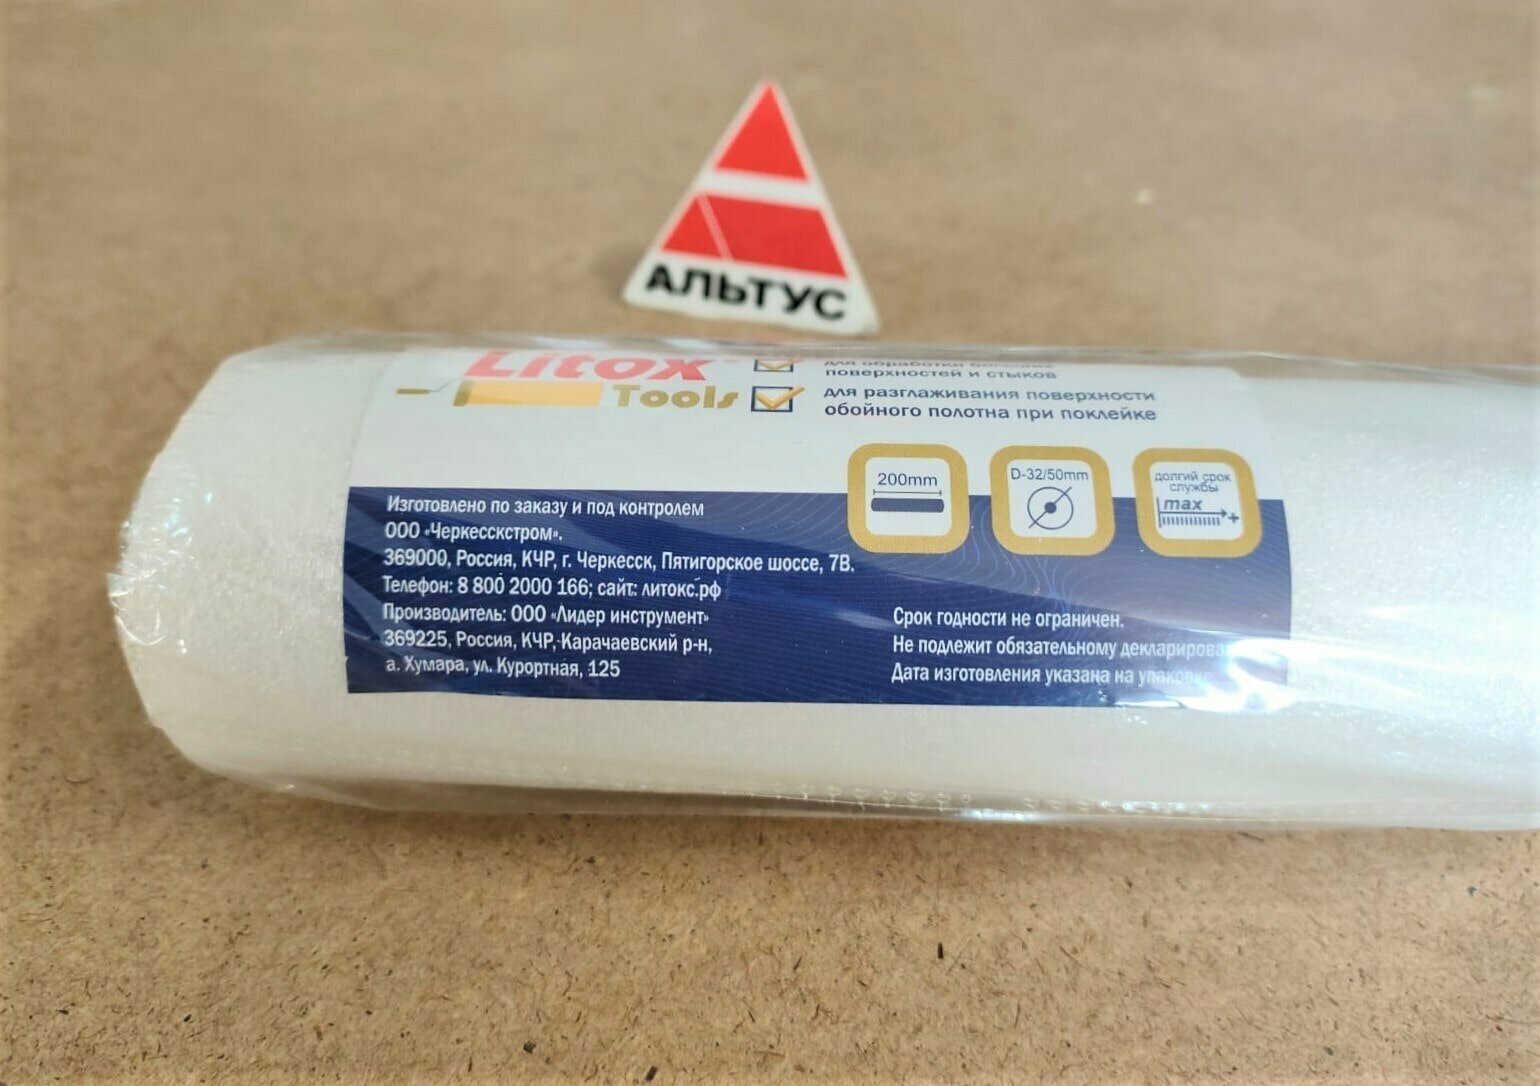 АЛЬТУС
Litox
Tools
для обработки больших
поверхностей и стыков
для разглаживания поверхности
обойного полотна при поклейке
200mm
D-32/50mm
долгий срок
службы
max
+
Изготовлено по заказу и под контролем
ООО «Черкесскстром».
369000, Россия, КЧР, г. Черкесск, Пятигорское шоссе, 7В.
Телефон: 8 800 2000 166; сайт: литокс.рф
Производитель: ООО «Лидер инструмент»
369225, Россия, КЧР, Карачаевский р-н,
а. Хумара, ул. Курортная, 125
Срок годности не ограничен.
Не подлежит обязательному декларирова
Дата изготовления указана на упаковке